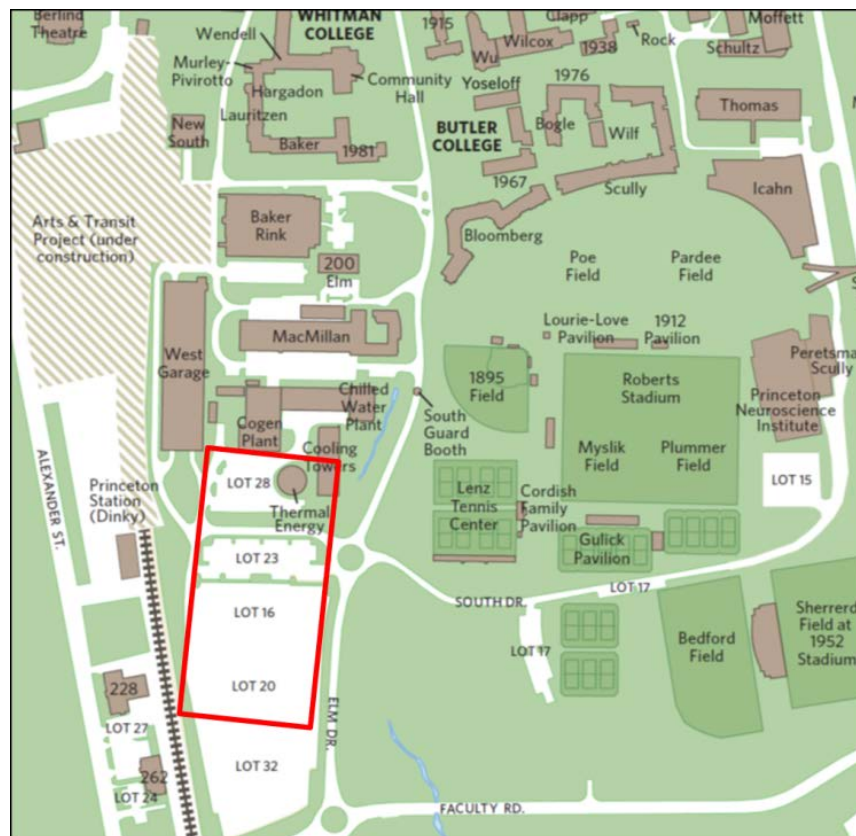 Berlind
Theatre
Wendell
WHITMAN
COLLEGE
1915
Clapp
Wilcox
1938
Rock
Moffett
Schultz
Murley-
Pivirotto
Hargadon
Community
Hall
Wu
Yoseloff
1976
Thomas
Lauritzen
New
South
Baker
1981
BUTLER
COLLEGE
Bogle
Wilf
1967
Scully
Icahn
Arts & Transit
Project (under
construction)
Baker
Rink
Bloomberg
200
Elm
Poe
Field
Pardee
Field
MacMillan
Lourie-Love
Pavilion
1912
Pavilion
West
Garage
1895
Field
Roberts
Stadium
Peretsma
Scully
Princeton
Neuroscience
Institute
Chilled
Water
Plant
Cogen
Plant
South
Guard
Booth
Cooling
Towers
Myslik
Field
Plummer
Field
ALEXANDER ST.
Princeton
Station
(Dinky)
LOT 28
Thermal
Energy
Lenz
Tennis
Center
Cordish
Family
Pavilion
LOT 15
Gulick
Pavilion
LOT 23
LOT 16
SOUTH DR.
LOT 17
LOT 17
Bedford
Field
Sherrerd
Field at
1952
Stadium
228
LOT 20
ELM DR.
LOT 27
262
LOT 24
LOT 32
FACULTY RD.